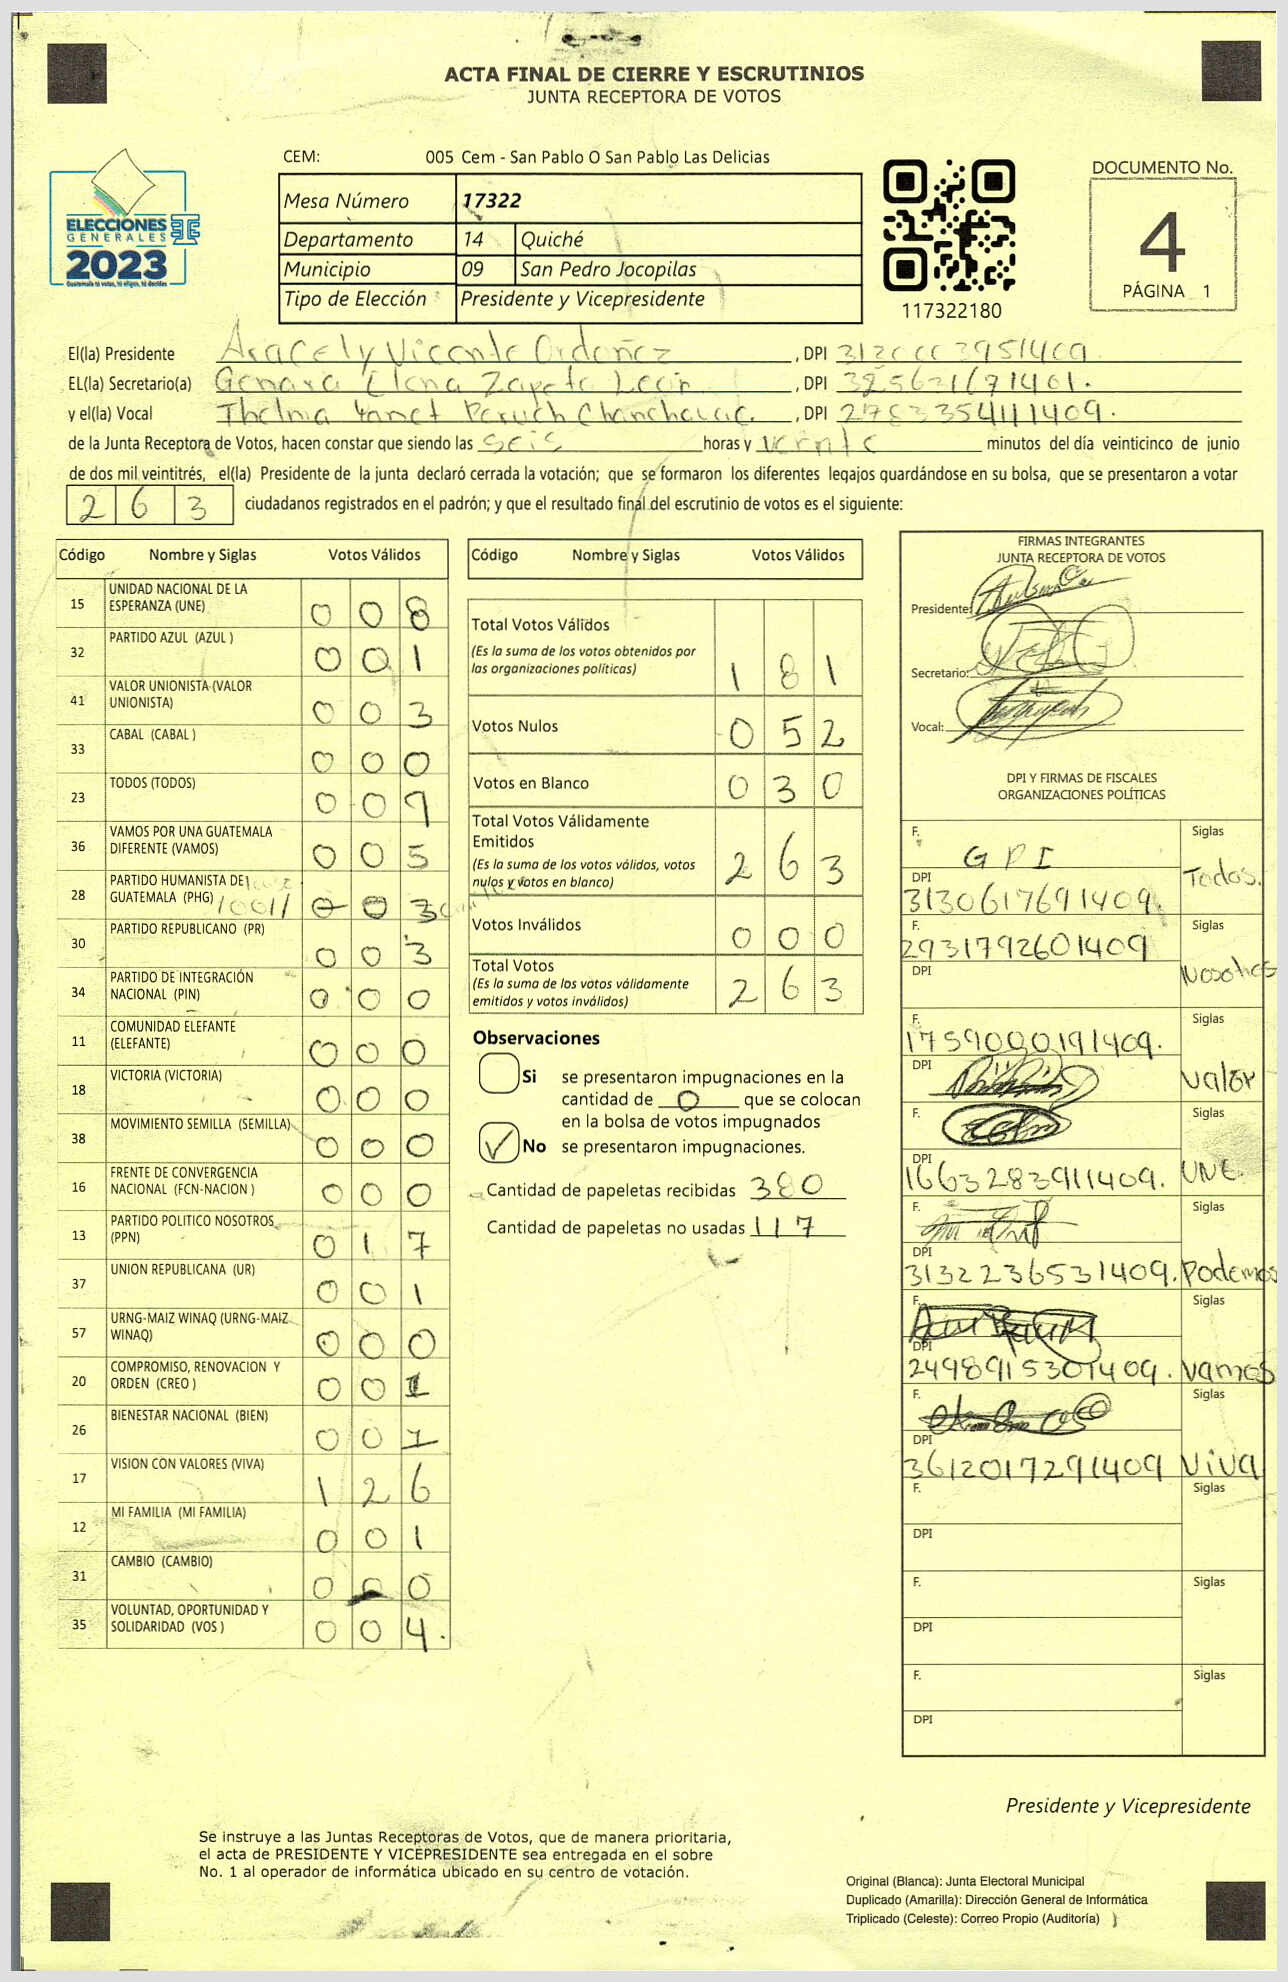 ACTA FINAL DE CIERRE Y ESCRUTINIOS
JUNTA RECEPTORA DE VOTOS
CEM: 005 Cem - San Pablo O San Pablo Las Delicias
ELECCIONES
GENERALES
2023
Guatemala tú votas, tú eliges, tú decides
Mesa Número 17322
Departamento 14 Quiché
Municipio 09 San Pedro Jocopilas
Tipo de Elección Presidente y Vicepresidente
117322180
DOCUMENTO No.
4
PÁGINA 1
El(la) Presidente Aracely Vicente Ordoñez, DPI
EL(la) Secretario(a) Genara Elena Zapeta León, DPI
y el(la) Vocal Thelma Yanet, DPI 2783354111409.
de la Junta Receptora de Votos, hacen constar que siendo las seis horas y veinte minutos del día veinticinco de junio
de dos mil veintitrés, el(la) Presidente de la junta declaró cerrada la votación; que se formaron los diferentes legajos quardándose en su bolsa, que se presentaron a votar
263 ciudadanos registrados en el padrón; y que el resultado final del escrutinio de votos es el siguiente:
Código Nombre y Siglas Votos Válidos
15 UNIDAD NACIONAL DE LA ESPERANZA (UNE) 0 0 8
32 PARTIDO AZUL (AZUL ) 0 0 1
41 VALOR UNIONISTA (VALOR UNIONISTA) 0 0 3
33 CABAL (CABAL ) 0 0 0
23 TODOS (TODOS) 0 0 9
36 VAMOS POR UNA GUATEMALA DIFERENTE (VAMOS) 0 0 5
28 PARTIDO HUMANISTA DE GUATEMALA (PHG) 0 0 3
30 PARTIDO REPUBLICANO (PR) 0 0 3
34 PARTIDO DE INTEGRACIÓN NACIONAL (PIN) 0 0 0
11 COMUNIDAD ELEFANTE (ELEFANTE) 0 0 0
18 VICTORIA (VICTORIA) 0 0 0
38 MOVIMIENTO SEMILLA (SEMILLA) 0 0 0
16 FRENTE DE CONVERGENCIA NACIONAL (FCN-NACION ) 0 0 0
13 PARTIDO POLITICO NOSOTROS (PPN) 0 1 7
37 UNION REPUBLICANA (UR) 0 0 1
57 URNG-MAIZ WINAQ (URNG-MAIZ WINAQ) 0 0 0
20 COMPROMISO, RENOVACION Y ORDEN (CREO ) 0 0 1
26 BIENESTAR NACIONAL (BIEN) 0 0 1
17 VISION CON VALORES (VIVA) 1 2 6
12 MI FAMILIA (MI FAMILIA) 0 0 1
31 CAMBIO (CAMBIO) 0 0 0
35 VOLUNTAD, OPORTUNIDAD Y SOLIDARIDAD (VOS ) 0 0 4.
Código Nombre y Siglas Votos Válidos
Total Votos Válidos 1 8 1
(Es la suma de los votos obtenidos por
las organizaciones políticas)
Votos Nulos 0 5 2
Votos en Blanco 0 3 0
Total Votos Válidamente
Emitidos 2 6 3
(Es la suma de los votos válidos, votos
nulos y votos en blanco)
Votos Inválidos 0 0 0
Total Votos 2 6 3
(Es la suma de los votos válidamente
emitidos y votos inválidos)
Observaciones
Si se presentaron impugnaciones en la
cantidad de 0 que se colocan
en la bolsa de votos impugnados
No se presentaron impugnaciones.
Cantidad de papeletas recibidas 380
Cantidad de papeletas no usadas 117
FIRMAS INTEGRANTES
JUNTA RECEPTORA DE VOTOS
Presidente:
Secretario:
Vocal:
DPI Y FIRMAS DE FISCALES
ORGANIZACIONES POLÍTICAS
F. G P I Siglas
DPI 3130617691409. Todos.
F. 2931792601409 Siglas
DPI Nosotros
F. 1759000191409. Siglas
DPI Valor
F. Siglas
DPI 1663283911409. UNE.
F. Siglas
DPI 3132236531409. Podemos
F. Siglas
DPI 2498915301409. Vamos
F. Siglas
DPI 3612017291409 ViVa
F. Siglas
DPI
F. Siglas
DPI
F. Siglas
DPI
Presidente y Vicepresidente
Se instruye a las Juntas Receptoras de Votos, que de manera prioritaria,
el acta de PRESIDENTE Y VICEPRESIDENTE sea entregada en el sobre
No. 1 al operador de informática ubicado en su centro de votación.
Original (Blanca): Junta Electoral Municipal
Duplicado (Amarilla): Dirección General de Informática
Triplicado (Celeste): Correo Propio (Auditoría)